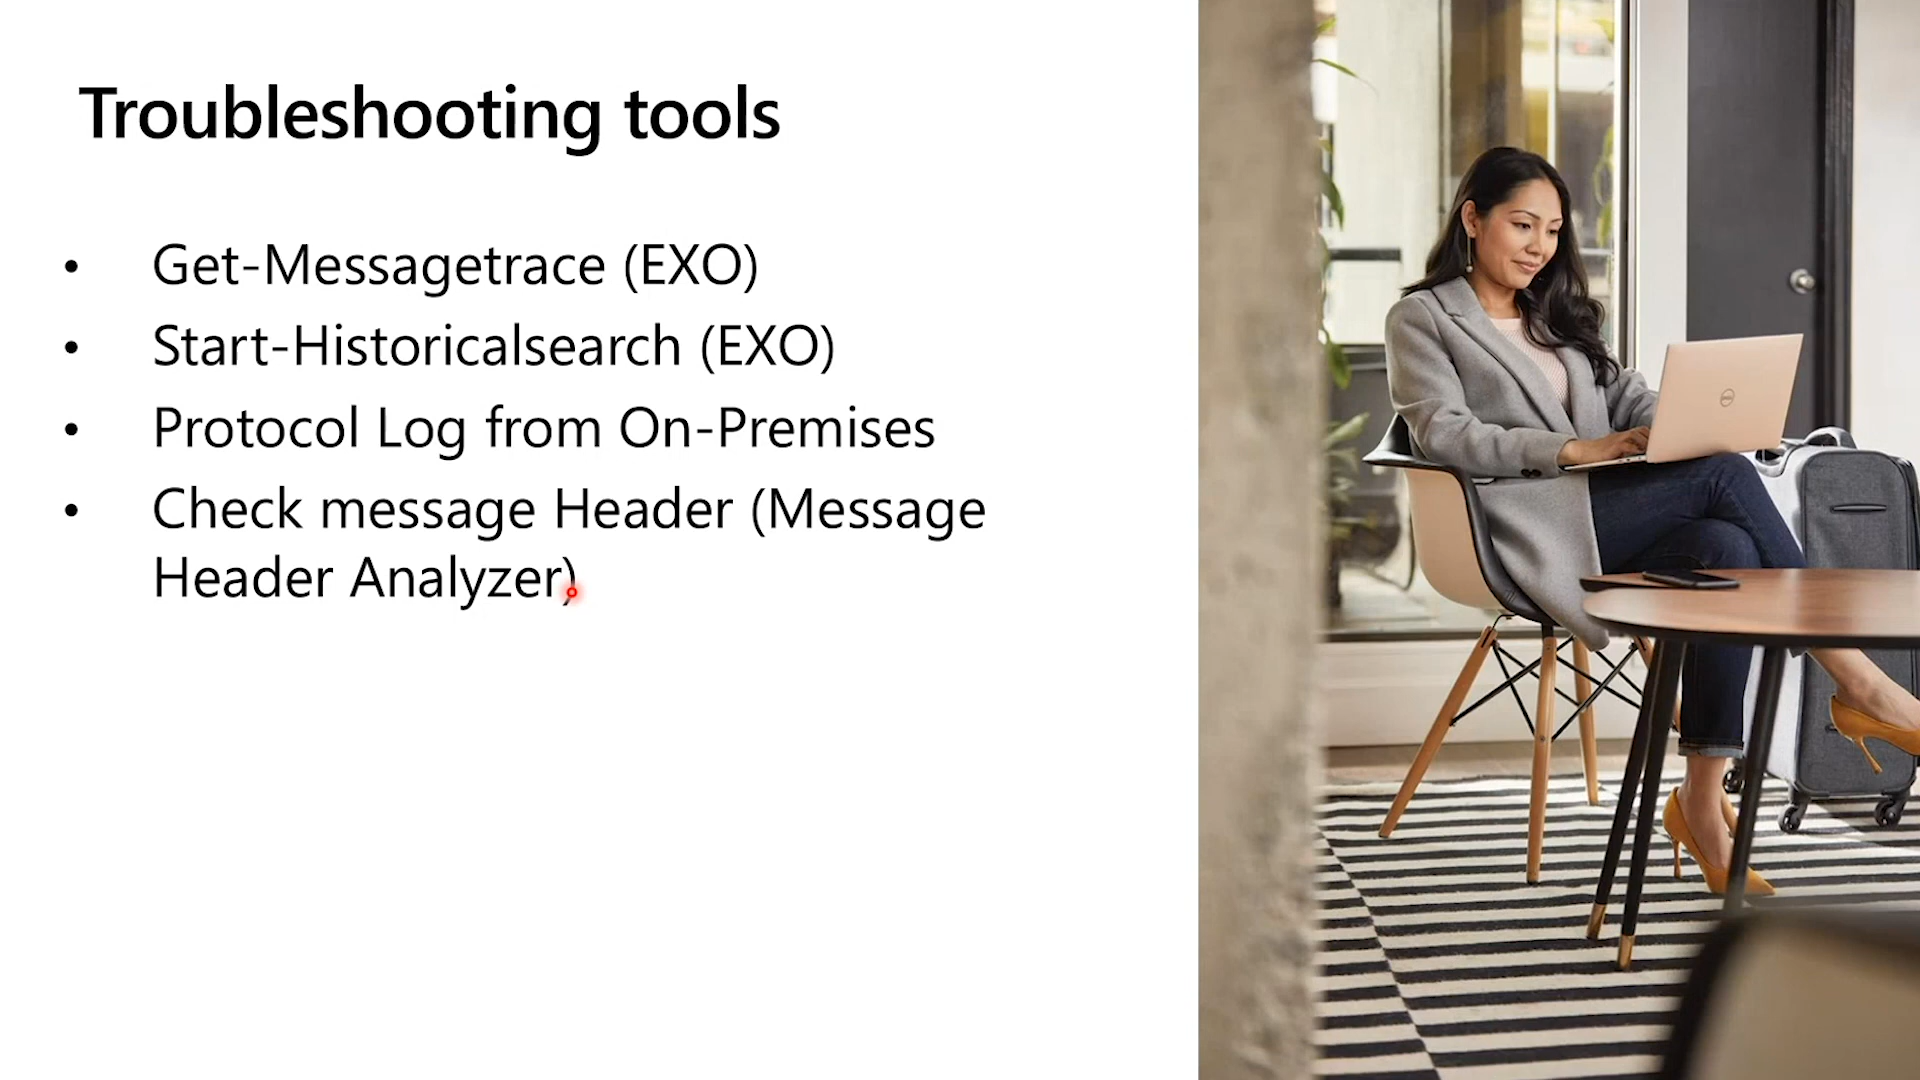 Troubleshooting tools
• Get-Messagetrace (EXO)
• Start-Historicalsearch (EXO)
• Protocol Log from On-Premises
• Check message Header (Message
Header Analyzer)